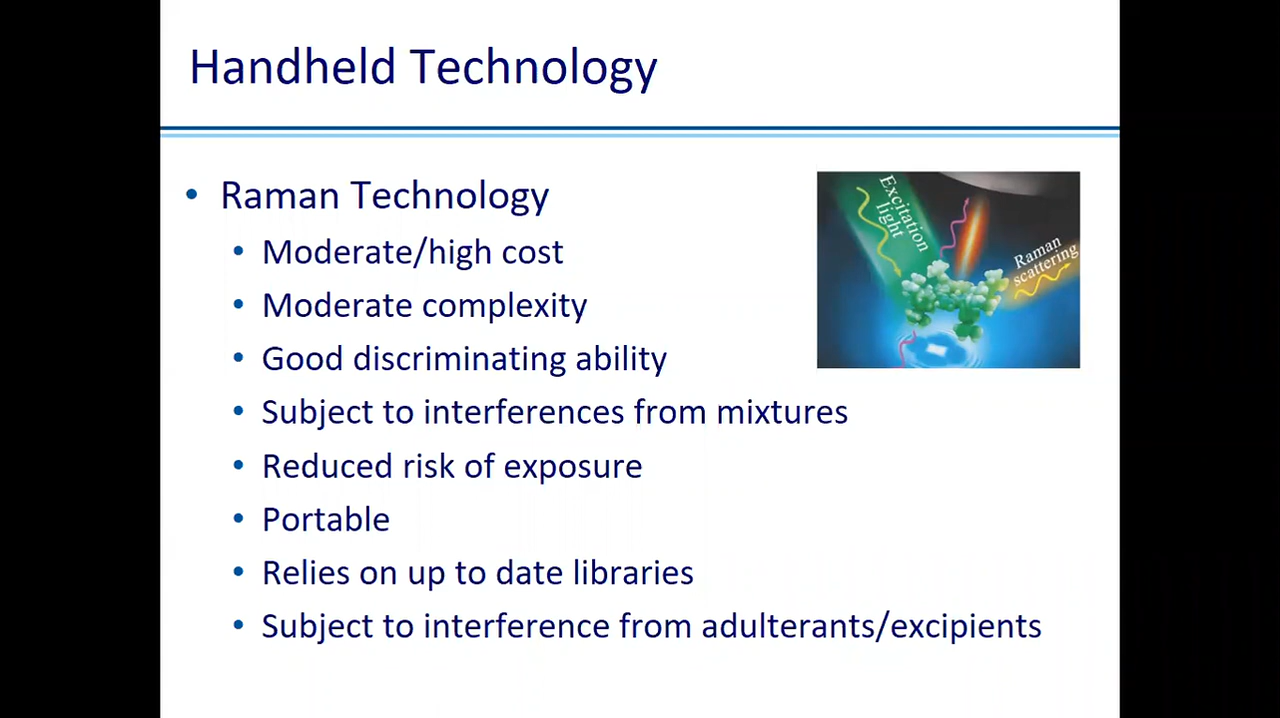 Handheld Technology
• Raman Technology
• Moderate/high cost
• Moderate complexity
• Good discriminating ability
• Subject to interferences from mixtures
• Reduced risk of exposure
• Portable
• Relies on up to date libraries
• Subject to interference from adulterants/excipients
Excitation
light
Raman
scattering